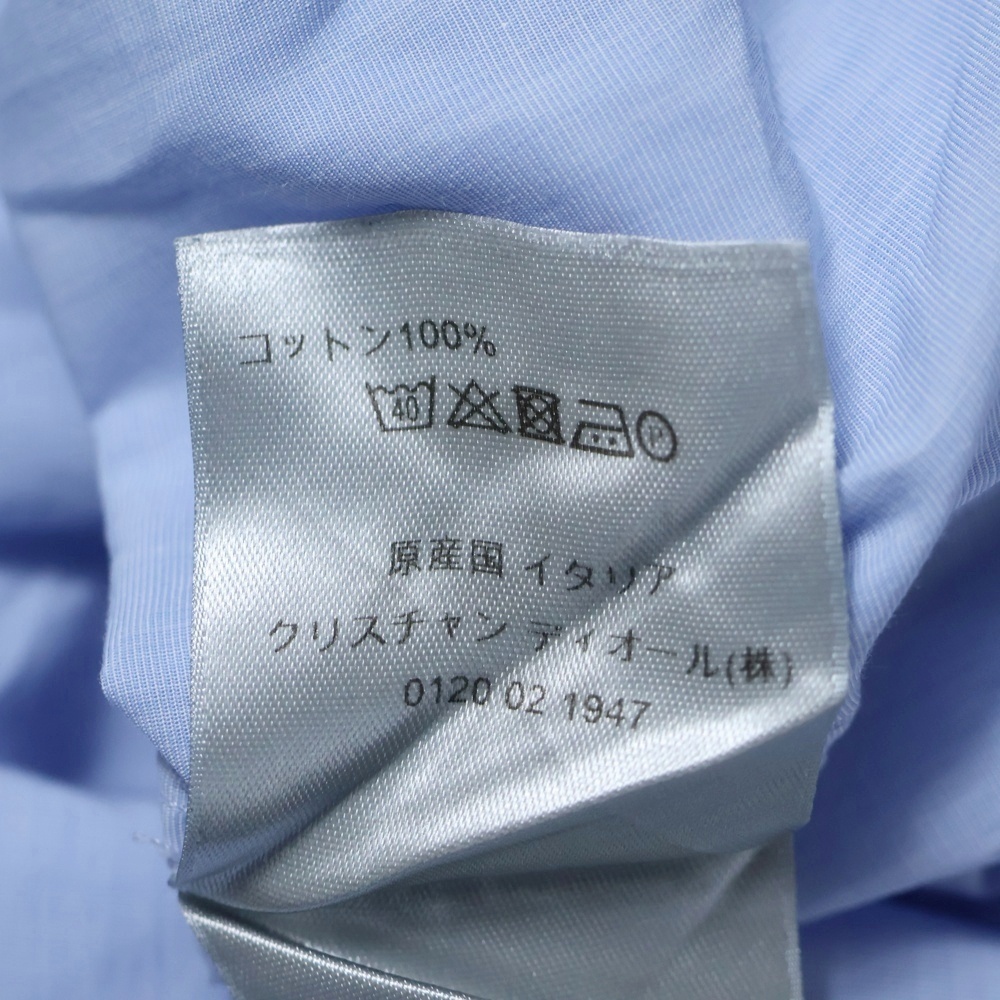 コットン100%
40
P
原産国 イタリア
クリスチャン ディオール(株)
0120 02 1947